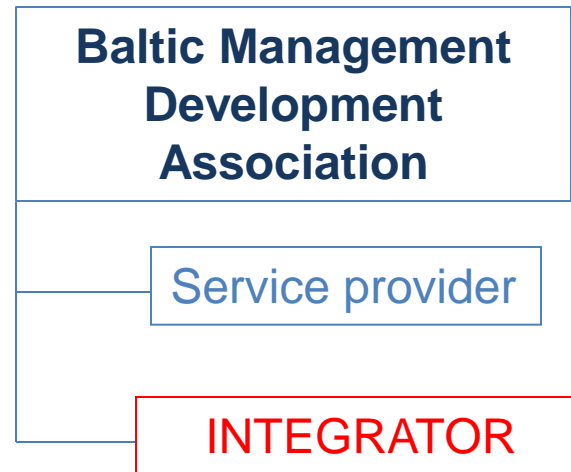 Baltic Management
Development
Association
Service provider
INTEGRATOR